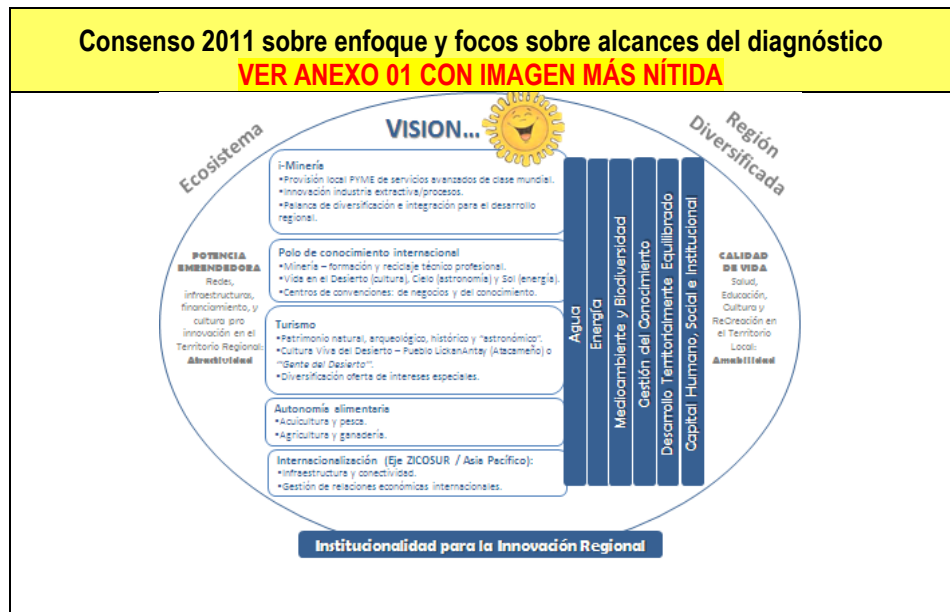 Consenso 2011 sobre enfoque y focos sobre alcances del diagnóstico
VER ANEXO 01 CON IMAGEN MÁS NÍTIDA
Ecosistema
VISION...
Región
Diversificada
i-Minería
•Provisión local PYME de servicios avanzados de clase mundial.
•Innovación industria extractiva/procesos.
•Palanca de diversificación e integración para el desarrollo
regional.
POTENCIA
EMRENDEDORA
Redes,
infraestructuras,
financiamiento, y
cultura pro
innovación en el
Territorio Regional:
Atractividad
Polo de conocimiento internacional
•Minería – formación y reciclaje técnico profesional.
•Vida en el Desierto (cultura), Cielo (astronomía) y Sol (energía).
•Centros de convenciones: de negocios y del conocimiento.
Turismo
•Patrimonio natural, arqueológico, histórico y "astronómico".
•Cultura Viva del Desierto – Pueblo LickanAntay (Atacameño) o
"Gente del Desierto".
•Diversificación oferta de intereses especiales.
Autonomía alimentaria
•Acuicultura y pesca.
•Agricultura y ganadería.
Internacionalización (Eje ZICOSUR / Asia Pacífico):
•Infraestructura y conectividad.
•Gestión de relaciones económicas internacionales.
Agua
Energía
Medioambiente y Biodiversidad
Gestión del Conocimiento
Desarrollo Territorialmente Equilibrado
Capital Humano, Social e Institucional
CALIDAD
DE VIDA
Salud,
Educación,
Cultura y
ReCreación en
el Territorio
Local:
Amabilidad
Institucionalidad para la Innovación Regional